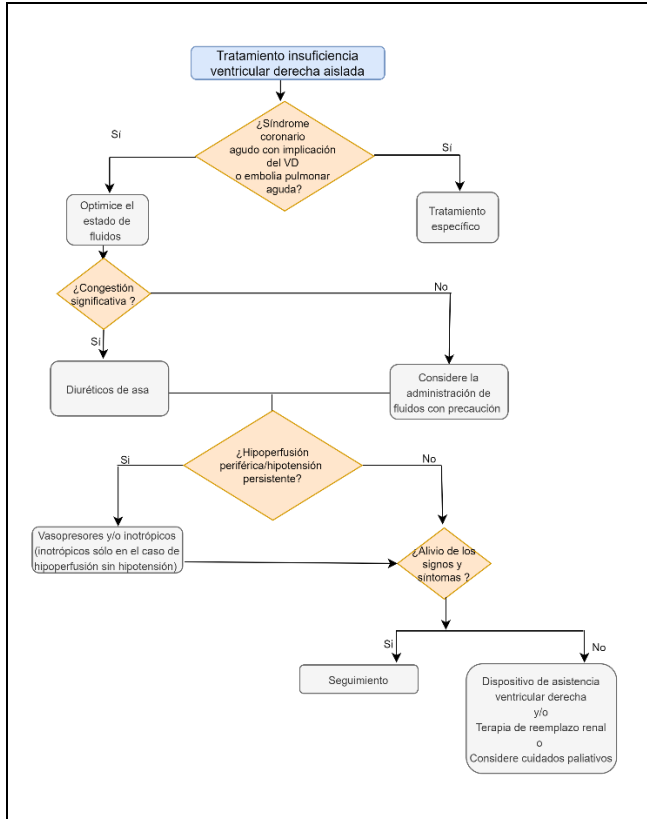 Tratamiento insuficiencia
ventricular derecha aislada
¿Síndrome
coronario
agudo con implicación
del VD
o embolia pulmonar
aguda?
Sí
Sí
Optimice el
estado de
fluidos
Tratamiento
específico
¿Congestión
significativa ?
No
Sí
Diuréticos de asa
Considere la
administración de
fluidos con precaución
¿Hipoperfusión
periférica/hipotensión
persistente?
Si
No
Vasopresores y/o inotrópicos
(inotrópicos sólo en el caso de
hipoperfusión sin hipotensión)
¿Alivio de los
signos y
síntomas ?
Si
No
Seguimiento
Dispositivo de asistencia
ventricular derecha
y/o
Terapia de reemplazo renal
o
Considere cuidados paliativos